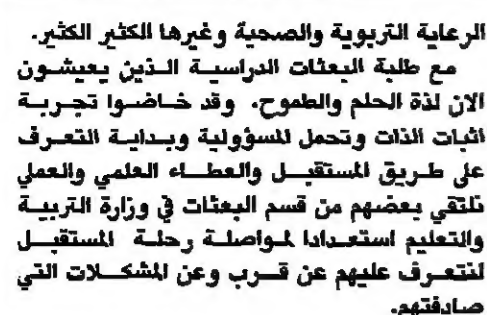 الرعاية التربوية والصحية وغيرها الكثير الكثير.
مع طلبة البعثات الدراسية الذين يعيشون
الان لذة الحلم والطموح. وقد خاضوا تجربة
اثبات الذات وتحمل المسؤولية وبداية التعرف
على طريق المستقبل والعطاء العلمي والعملي
نلتقي بعضهم من قسم البعثات في وزارة التربية
والتعليم استعدادا لمواصلة رحلة المستقبل
لنتعرف عليهم عن قرب وعن المشكلات التي
صادفتهم.